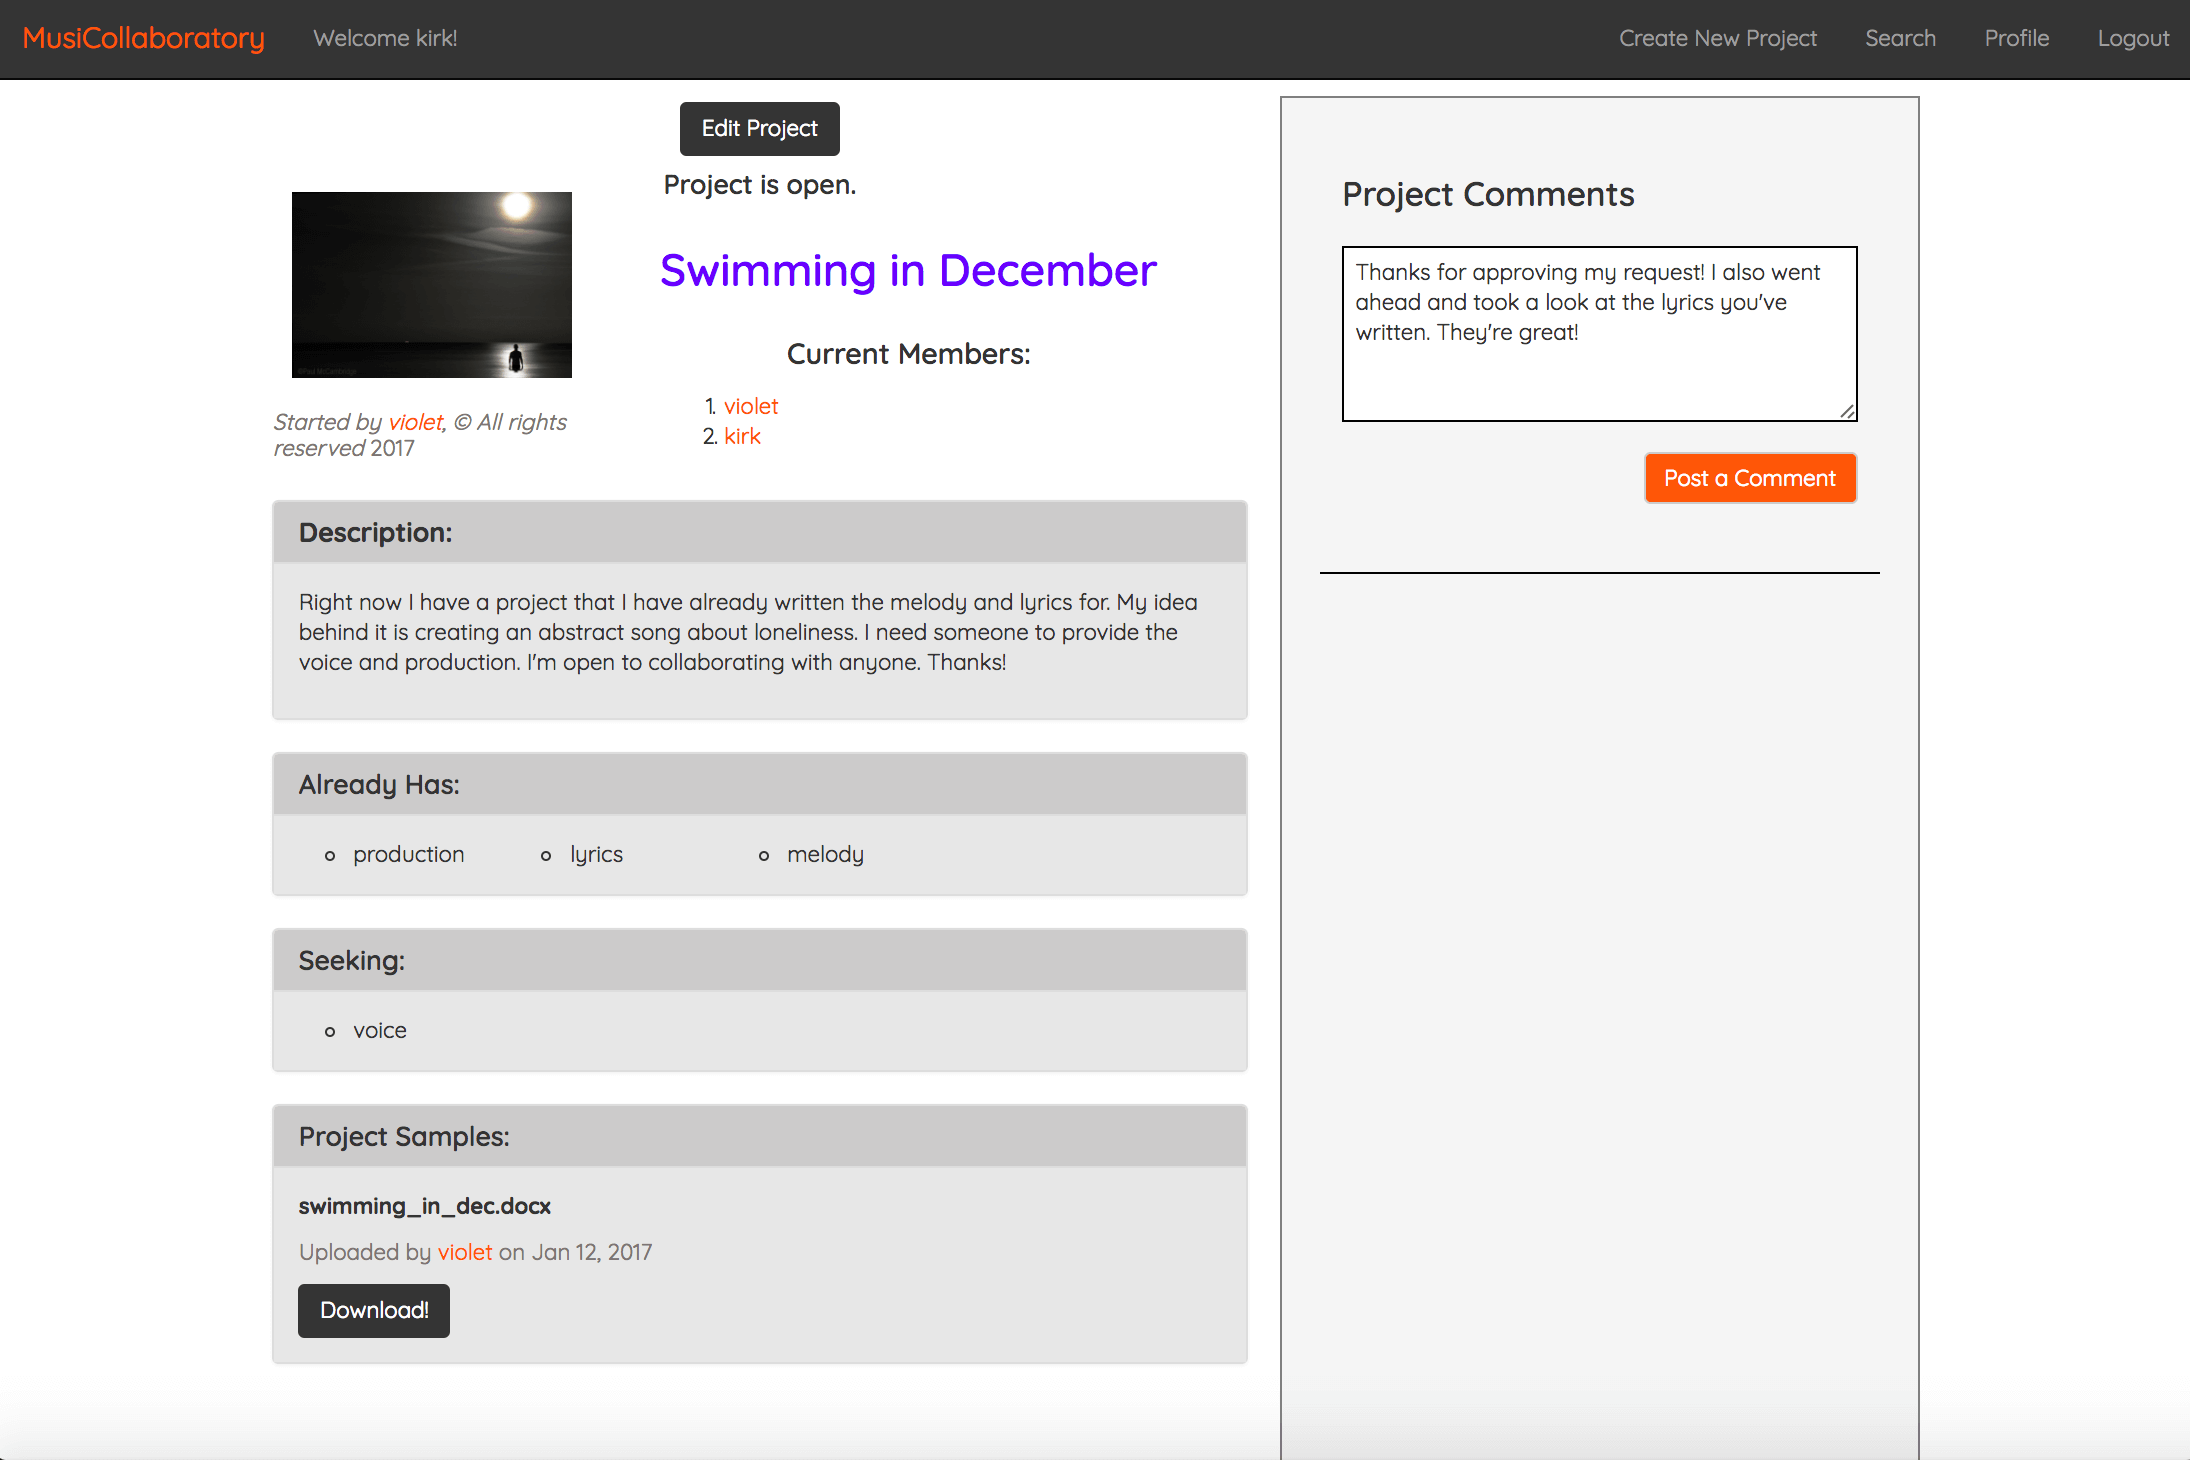 MusiCollaboratory Welcome kirk! Create New Project Search Profile Logout
Edit Project
Project is open.
Swimming in December
Current Members:
1. violet
2. kirk
Started by violet, © All rights
reserved 2017
Description:
Right now I have a project that I have already written the melody and lyrics for. My idea
behind it is creating an abstract song about loneliness. I need someone to provide the
voice and production. I'm open to collaborating with anyone. Thanks!
Already Has:
production lyrics melody
Seeking:
voice
Project Samples:
swimming_in_dec.docx
Uploaded by violet on Jan 12, 2017
Download!
Project Comments
Thanks for approving my request! I also went
ahead and took a look at the lyrics you've
written. They're great!
Post a Comment